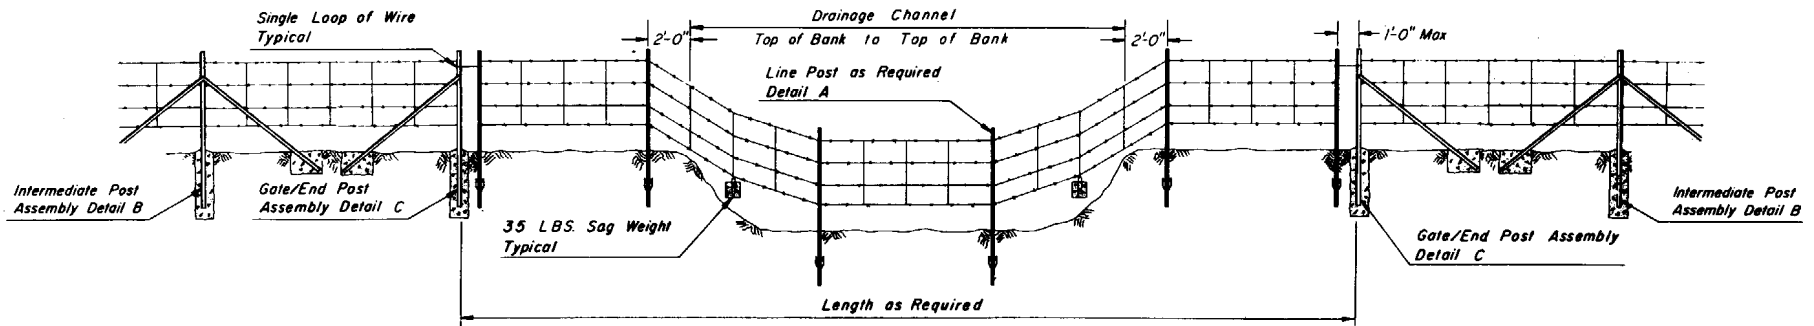 Single Loop of Wire
Typical
Drainage Channel
2'-0"
Top of Bank to Top of Bank
2'-0"
1'-0" Max
Line Post as Required
Detail A
Intermediate Post
Assembly Detail B
Gate/End Post
Assembly Detail C
35 LBS. Sag Weight
Typical
Gate/End Post Assembly
Detail C
Intermediate Post
Assembly Detail B
Length as Required